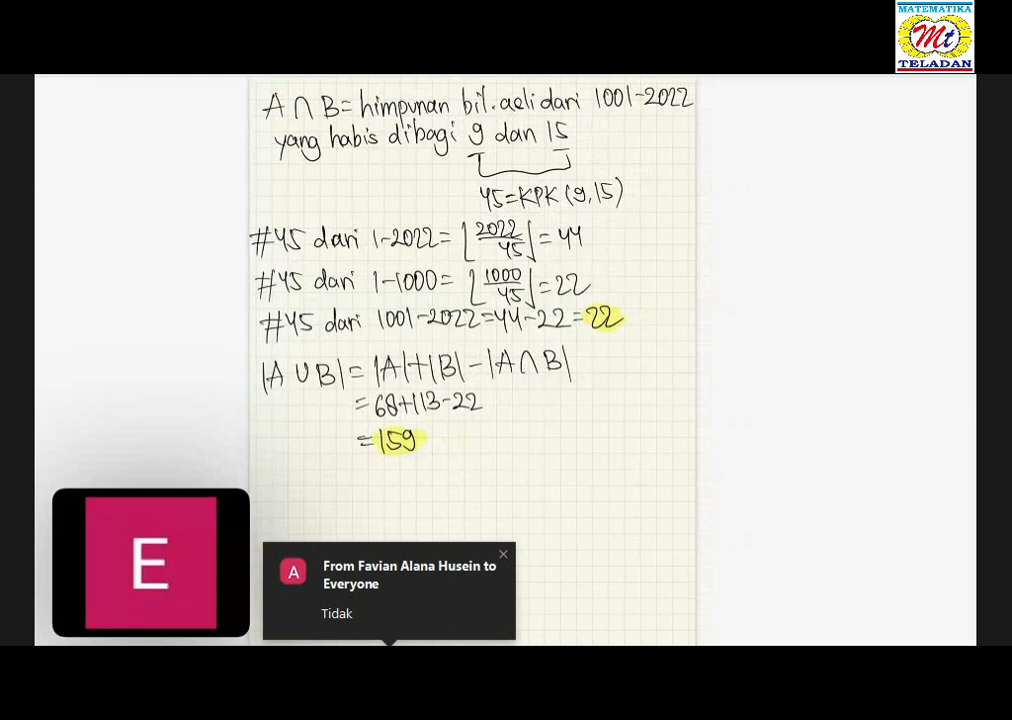 MATEMATIKA
Mt
TELADAN
A ∩ B = himpunan bil. asli dari 1001-2022
yang habis dibagi 9 dan 15
45 = KPK (9,15)
#45 dari 1-2022 = ⌊2022/45⌋ = 44
#45 dari 1-1000 = ⌊1000/45⌋ = 22
#45 dari 1001-2022 = 44-22 = 22
|A ∪ B| = |A|+|B| - |A ∩ B|
= 68+113-22
= 159
E
A
From Favian Alana Husein to
Everyone
Tidak